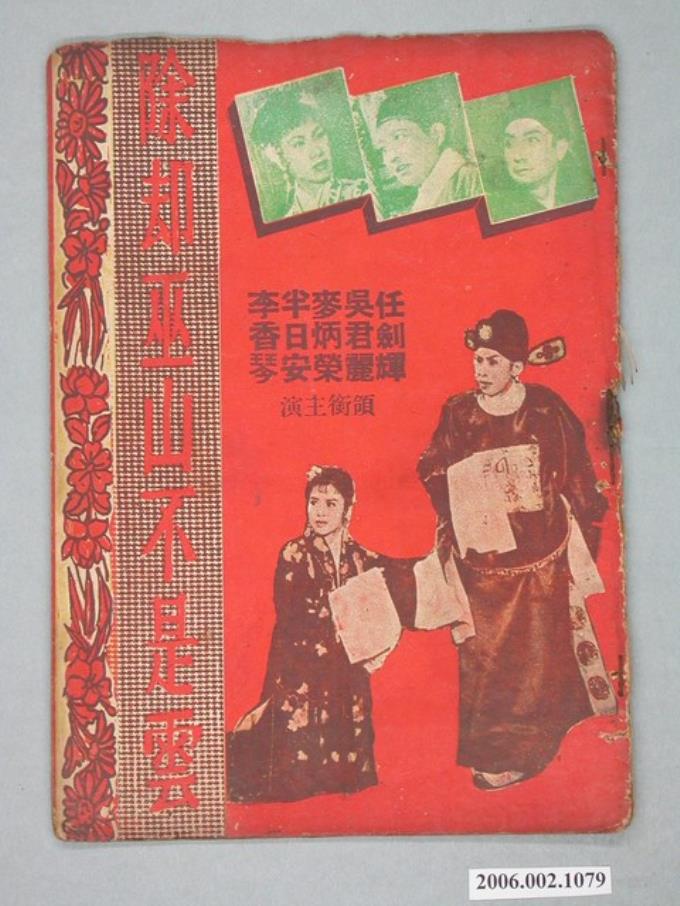 除却巫山不是雲
任劍輝
吳君麗
麥炳榮
半日安
李香琴
領銜主演
2006.002.1079